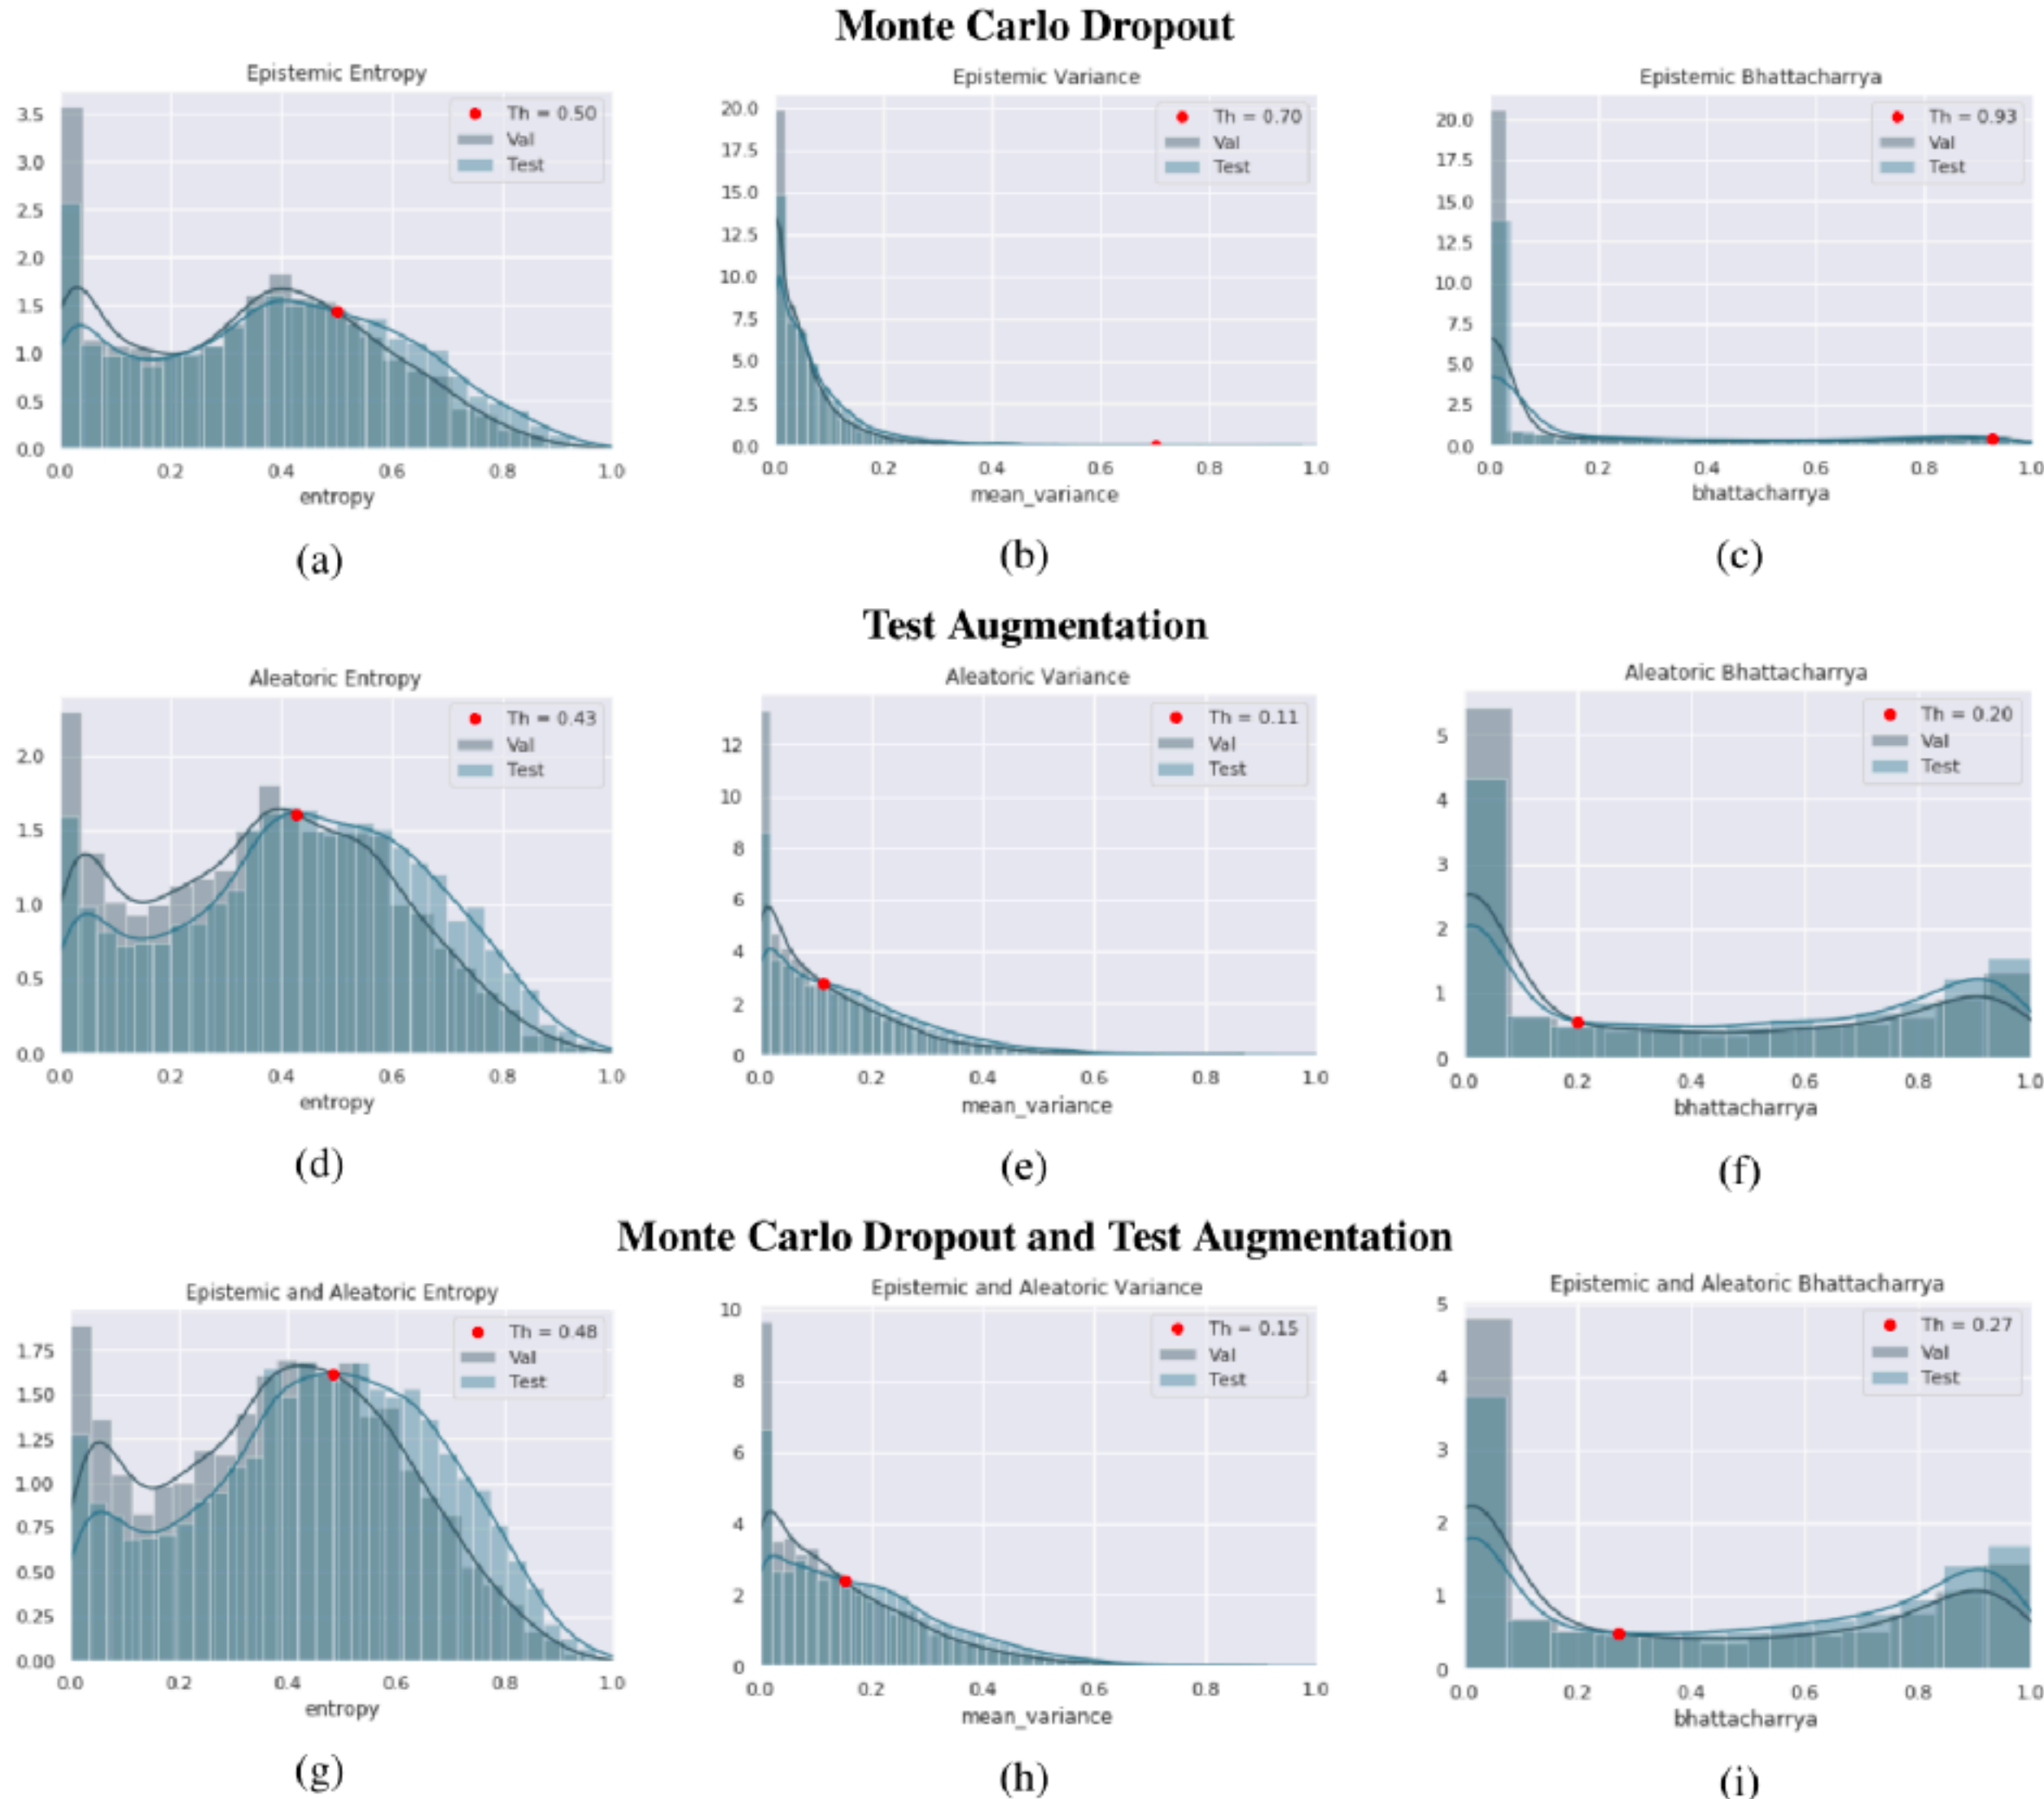 Monte Carlo Dropout
Epistemic Entropy
3.5
3.0
2.5
2.0
1.5
1.0
0.5
0.0
Th = 0.50
Val
Test
0.0 0.2 0.4 0.6 0.8 1.0
entropy
(a)
Epistemic Variance
20.0
17.5
15.0
12.5
10.0
7.5
5.0
2.5
0.0
Th = 0.70
Val
Test
0.0 0.2 0.4 0.6 0.8 1.0
mean_variance
(b)
Epistemic Bhattacharrya
20.0
17.5
15.0
12.5
10.0
7.5
5.0
2.5
0.0
Th = 0.93
Val
Test
0.0 0.2 0.4 0.6 0.8 1.0
bhattacharrya
(c)
Test Augmentation
Aleatoric Entropy
2.0
1.5
1.0
0.5
0.0
Th = 0.43
Val
Test
0.0 0.2 0.4 0.6 0.8 1.0
entropy
(d)
Aleatoric Variance
12
10
8
6
4
2
0
Th = 0.11
Val
Test
0.0 0.2 0.4 0.6 0.8 1.0
mean_variance
(e)
Aleatoric Bhattacharrya
5
4
3
2
1
0
Th = 0.20
Val
Test
0.0 0.2 0.4 0.6 0.8 1.0
bhattacharrya
(f)
Monte Carlo Dropout and Test Augmentation
Epistemic and Aleatoric Entropy
1.75
1.50
1.25
1.00
0.75
0.50
0.25
0.00
Th = 0.48
Val
Test
0.0 0.2 0.4 0.6 0.8 1.0
entropy
(g)
Epistemic and Aleatoric Variance
10
8
6
4
2
0
Th = 0.15
Val
Test
0.0 0.2 0.4 0.6 0.8 1.0
mean_variance
(h)
Epistemic and Aleatoric Bhattacharrya
5
4
3
2
1
0
Th = 0.27
Val
Test
0.0 0.2 0.4 0.6 0.8 1.0
bhattacharrya
(i)